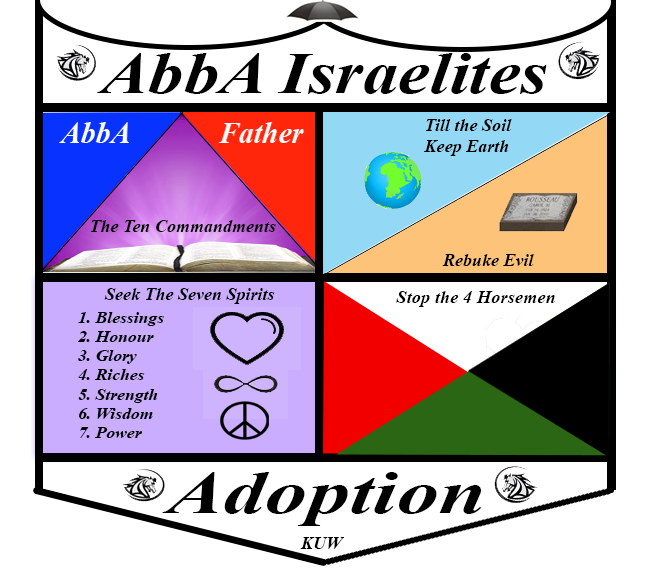 AbbA Israelites
AbbA
Father
The Ten Commandments
Till the Soil
Keep Earth
ROUSSEAU
Rebuke Evil
Seek The Seven Spirits
1. Blessings
2. Honour
3. Glory
4. Riches
5. Strength
6. Wisdom
7. Power
Stop the 4 Horsemen
Adoption
KUW